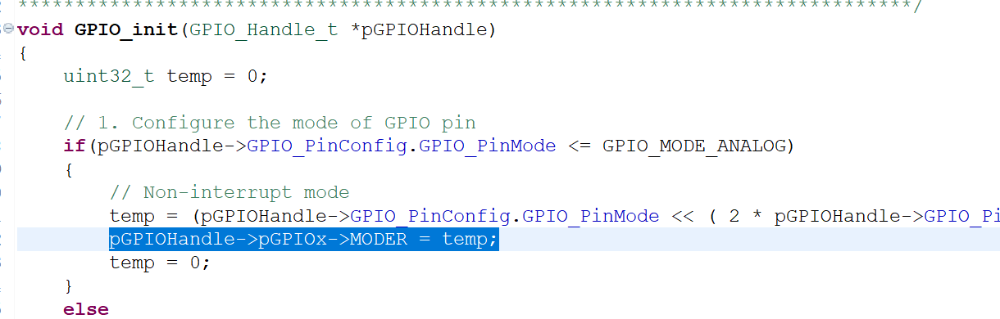 ******************************************************************************/
void GPIO_init(GPIO_Handle_t *pGPIOHandle)
{
    uint32_t temp = 0;
    // 1. Configure the mode of GPIO pin
    if(pGPIOHandle->GPIO_PinConfig.GPIO_PinMode <= GPIO_MODE_ANALOG)
    {
        // Non-interrupt mode
        temp = (pGPIOHandle->GPIO_PinConfig.GPIO_PinMode << ( 2 * pGPIOHandle->GPIO_Pi
        pGPIOHandle->pGPIOx->MODER = temp;
        temp = 0;
    }
    else